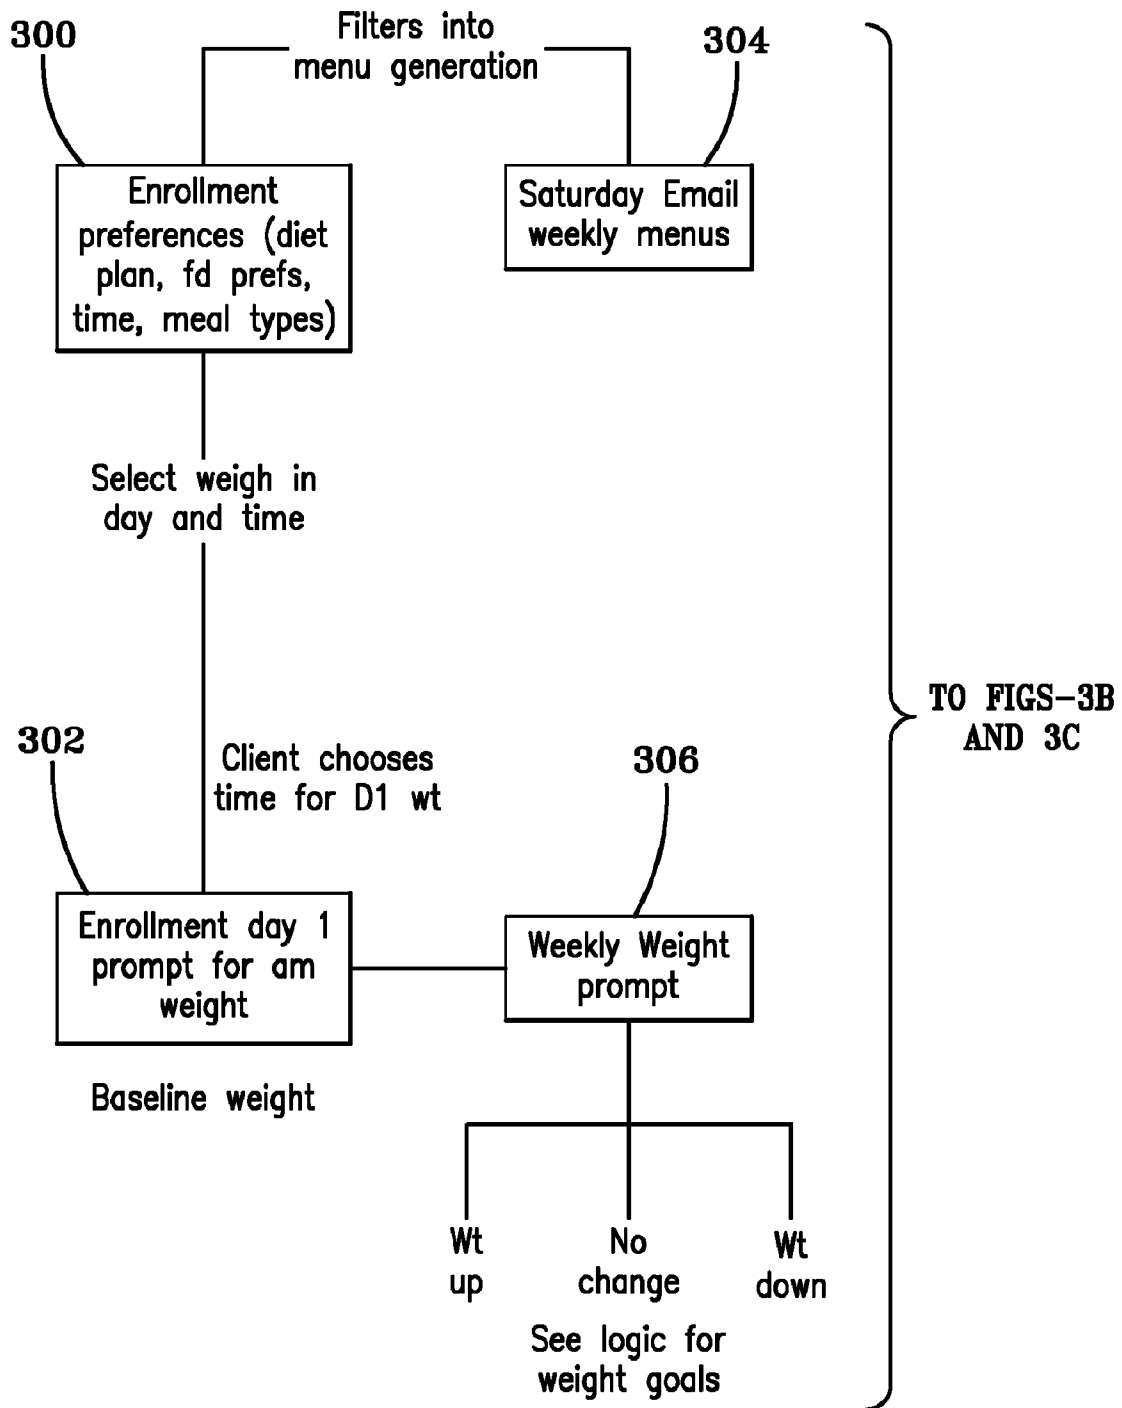 300
Filters into
menu generation
304
Enrollment
preferences (diet
plan, fd prefs,
time, meal types)
Saturday Email
weekly menus
Select weigh in
day and time
TO FIGS-3B
AND 3C
302
Client chooses
time for D1 wt
306
Enrollment day 1
prompt for am
weight
Weekly Weight
prompt
Baseline weight
Wt
up
No
change
Wt
down
See logic for
weight goals